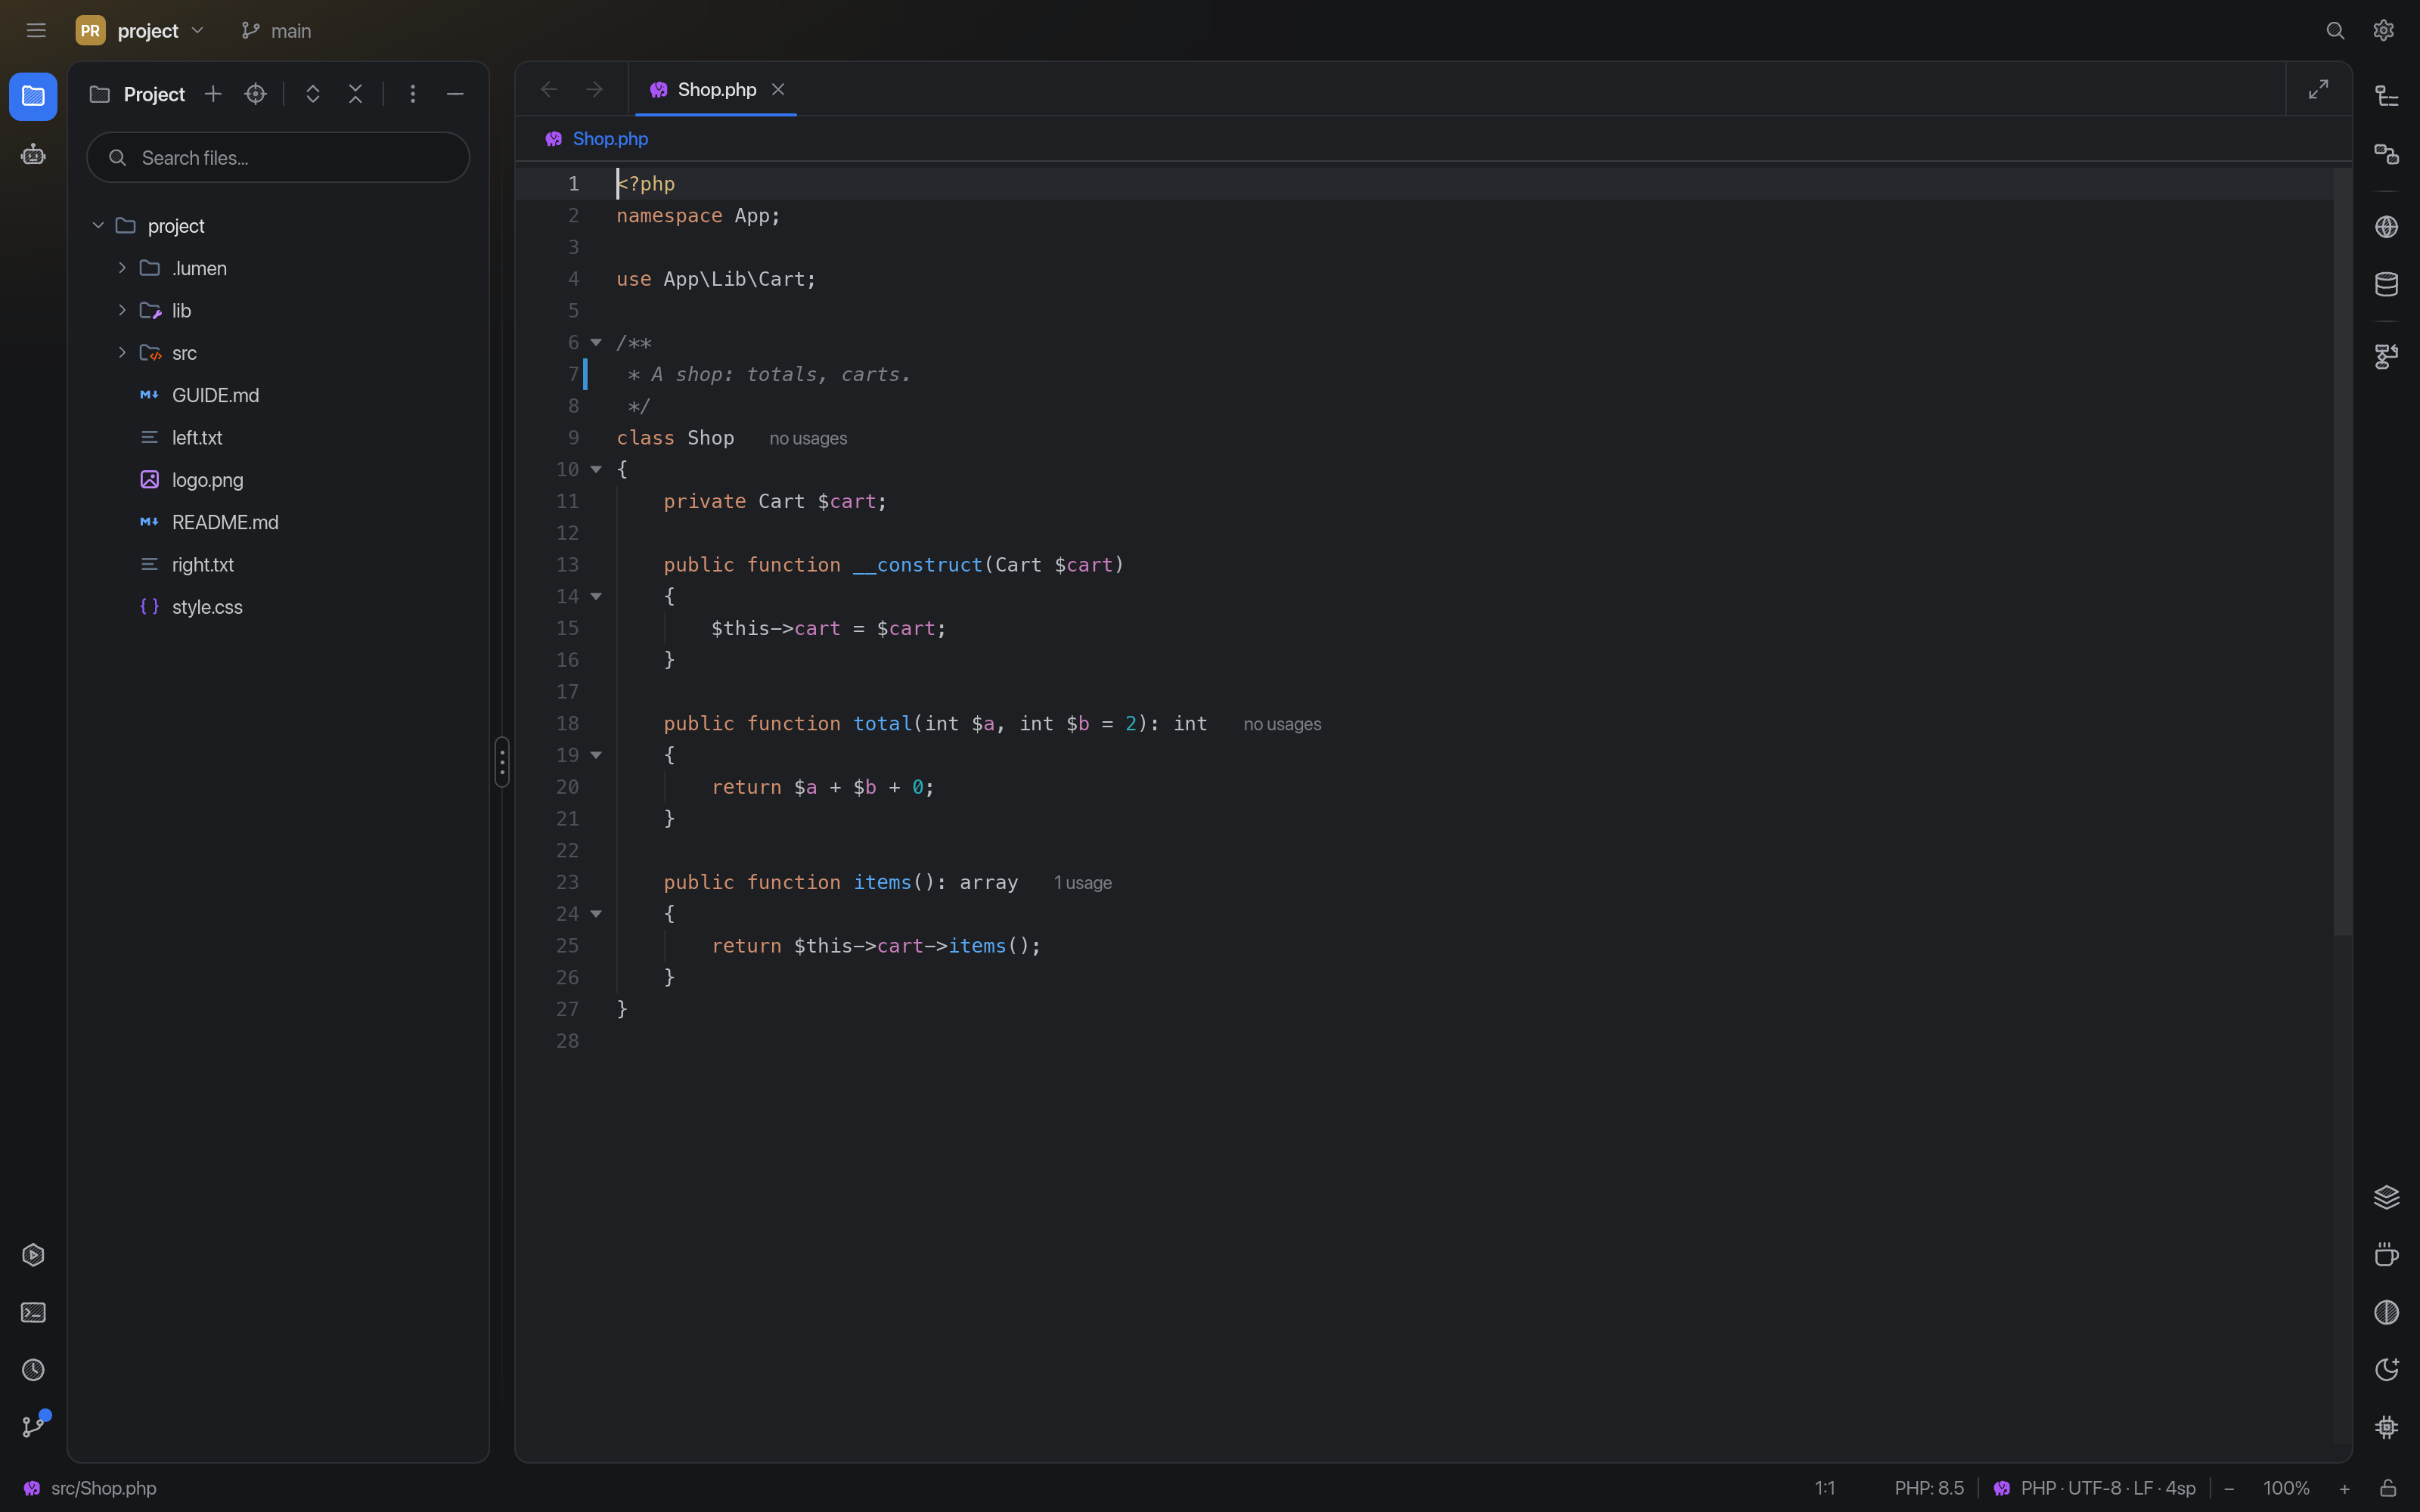 PR project main
Project
Search files...
project
.lumen
lib
src
GUIDE.md
left.txt
logo.png
README.md
right.txt
style.css
Shop.php
Shop.php
1 <?php
2 namespace App;
3
4 use App\Lib\Cart;
5
6 /**
7  * A shop: totals, carts.
8  */
9 class Shop no usages
10 {
11     private Cart $cart;
12
13     public function __construct(Cart $cart)
14     {
15         $this->cart = $cart;
16     }
17
18     public function total(int $a, int $b = 2): int no usages
19     {
20         return $a + $b + 0;
21     }
22
23     public function items(): array 1 usage
24     {
25         return $this->cart->items();
26     }
27 }
28
src/Shop.php 1:1 PHP: 8.5 PHP · UTF-8 · LF · 4sp − 100% +